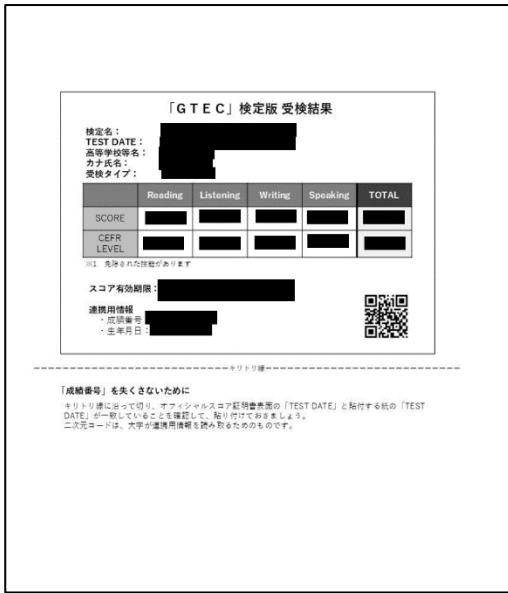 「GTEC」検定版 受検結果
検定名：
TEST DATE：
高等学校等名：
カナ氏名：
受検タイプ：
Reading Listening Writing Speaking TOTAL
SCORE
CEFR
LEVEL
※1 免除された技能があります
スコア有効期限：
連携用情報
・成績番号
・生年月日：
キリトリ線
「成績番号」を失くさないために
キリトリ線に沿って切り、オフィシャルスコア証明書表面の「TEST DATE」と貼付する紙の「TEST
DATE」が一致していることを確認して、貼り付けておきましょう。
二次元コードは、大学が連携用情報を読み取るためのものです。